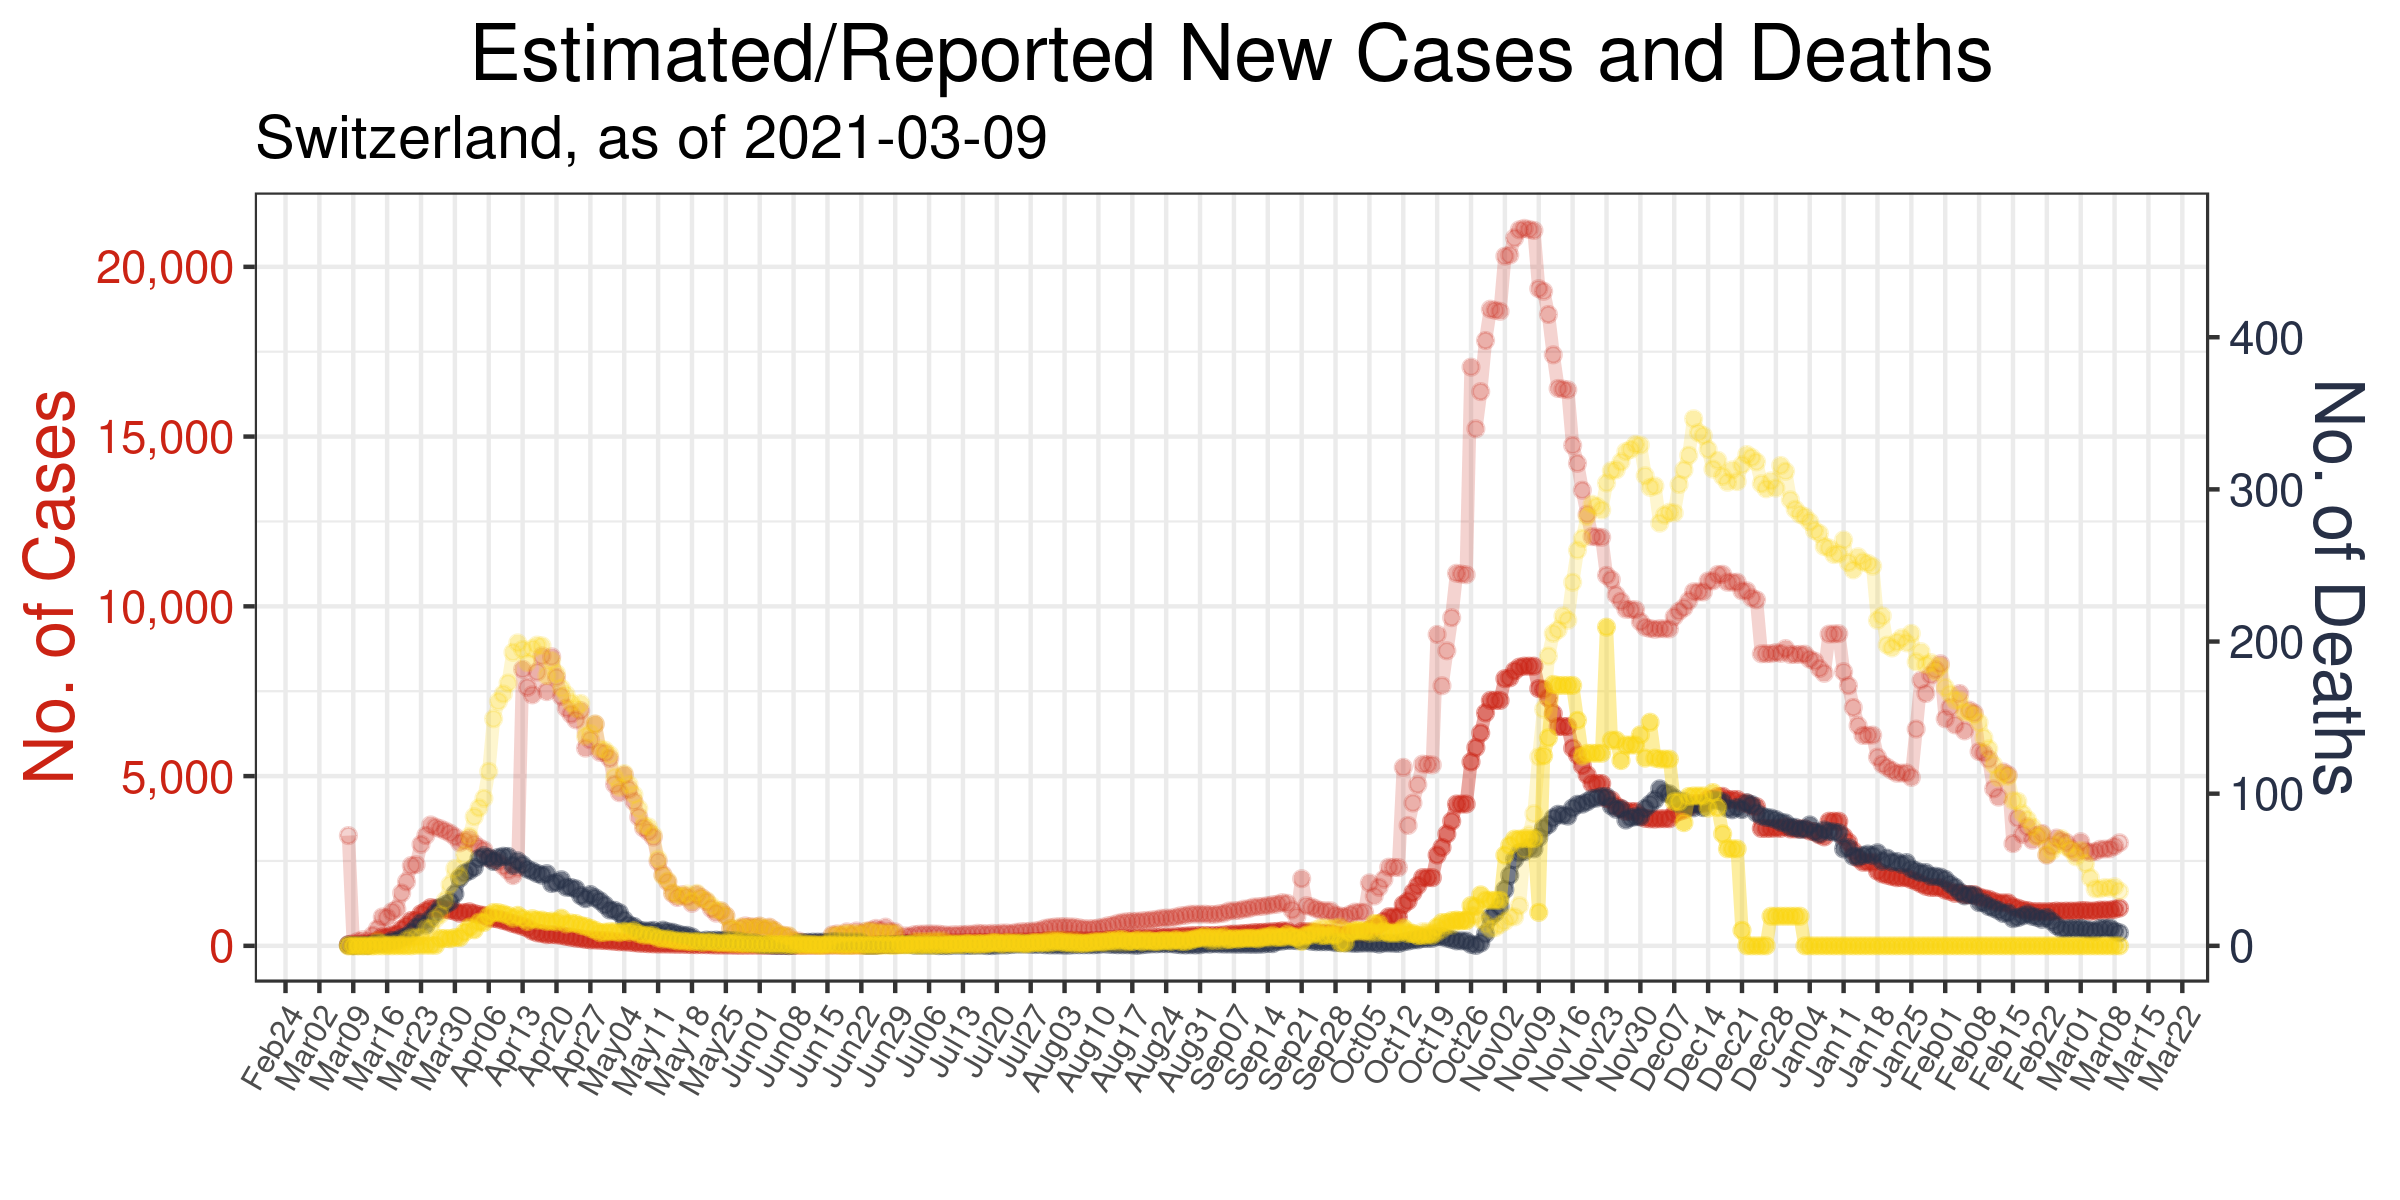 Estimated/Reported New Cases and Deaths
Switzerland, as of 2021-03-09
No. of Cases
20,000
15,000
10,000
5,000
0
No. of Deaths
400
300
200
100
0
Feb24
Mar02
Mar09
Mar16
Mar23
Mar30
Apr06
Apr13
Apr20
Apr27
May04
May11
May18
May25
Jun01
Jun08
Jun15
Jun22
Jun29
Jul06
Jul13
Jul20
Jul27
Aug03
Aug10
Aug17
Aug24
Aug31
Sep07
Sep14
Sep21
Sep28
Oct05
Oct12
Oct19
Oct26
Nov02
Nov09
Nov16
Nov23
Nov30
Dec07
Dec14
Dec21
Dec28
Dec04
Jan11
Jan18
Jan25
Feb01
Feb08
Feb15
Feb22
Mar01
Mar08
Mar15
Mar22